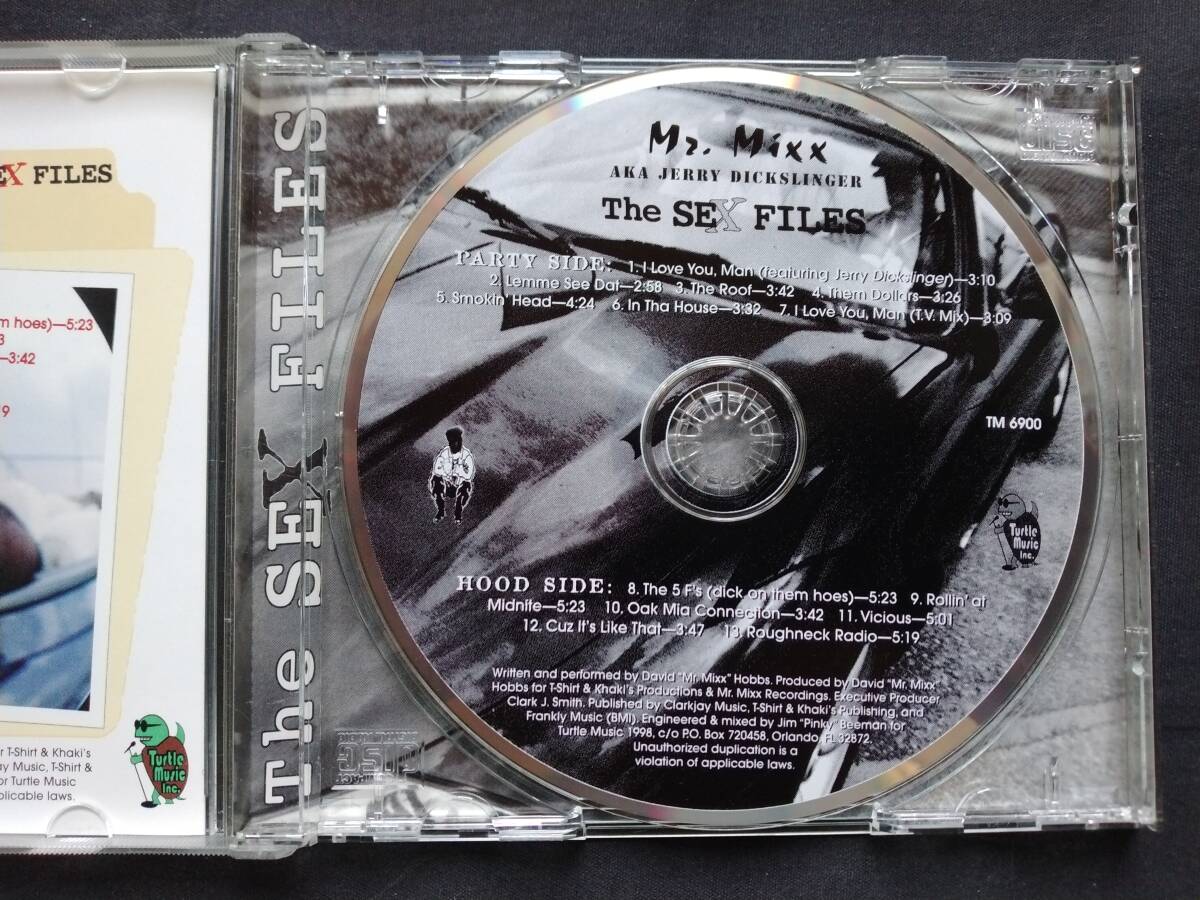 EX FILES
m hoes)—5:23
3
—3:42
9
r T-Shirt & Khaki's
ay Music, T-Shirt &
or Turtle Music
plicable laws.
Turtle
Music
Inc.
The SEX FILES
Mr. Mixx
AKA JERRY DICKSLINGER
The SEX FILES
PARTY SIDE: 1. I Love You, Man (featuring Jerry Dickslinger)—3:10
2. Lemme See Dat—2:58 3. The Roof—3:42 4. Them Dollars—3:26
5. Smokin' Head—4:24 6. In Tha House—3:32 7. I Love You, Man (T.V. Mix)—3:09
TM 6900
Turtle
Music
Inc.
HOOD SIDE: 8. The 5 F's (dick on them hoes)—5:23 9. Rollin' at
Midnite—5:23 10. Oak Mia Connection—3:42 11. Vicious—5:01
12. Cuz It's Like That—3:47 13. Roughneck Radio—5:19
Written and performed by David "Mr. Mixx" Hobbs. Produced by David "Mr. Mixx"
Hobbs for T-Shirt & Khaki's Productions & Mr. Mixx Recordings. Executive Producer
Clark J. Smith. Published by Clarkjay Music, T-Shirt & Khaki's Publishing, and
Frankly Music (BMI). Engineered & mixed by Jim "Pinky" Beeman for
Turtle Music 1998, c/o P.O. Box 720458, Orlando, FL 32872.
Unauthorized duplication is a
violation of applicable laws.